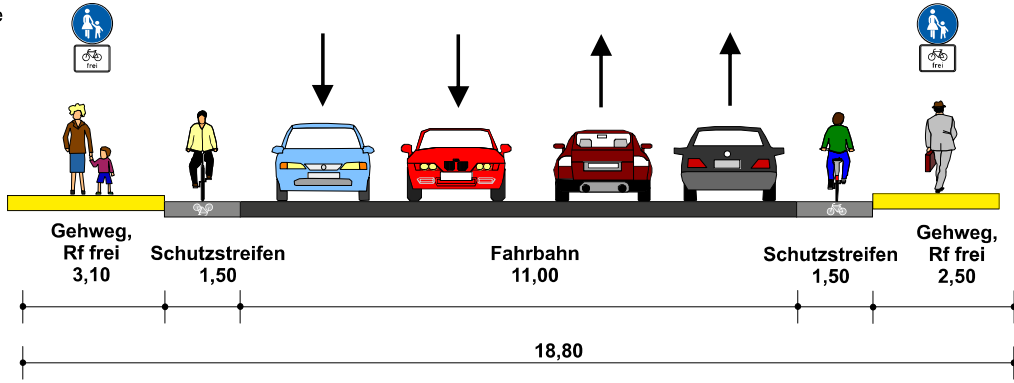 e
frei
frei
Gehweg,
Rf frei
3,10
Schutzstreifen
1,50
Fahrbahn
11,00
Schutzstreifen
1,50
Gehweg,
Rf frei
2,50
18,80